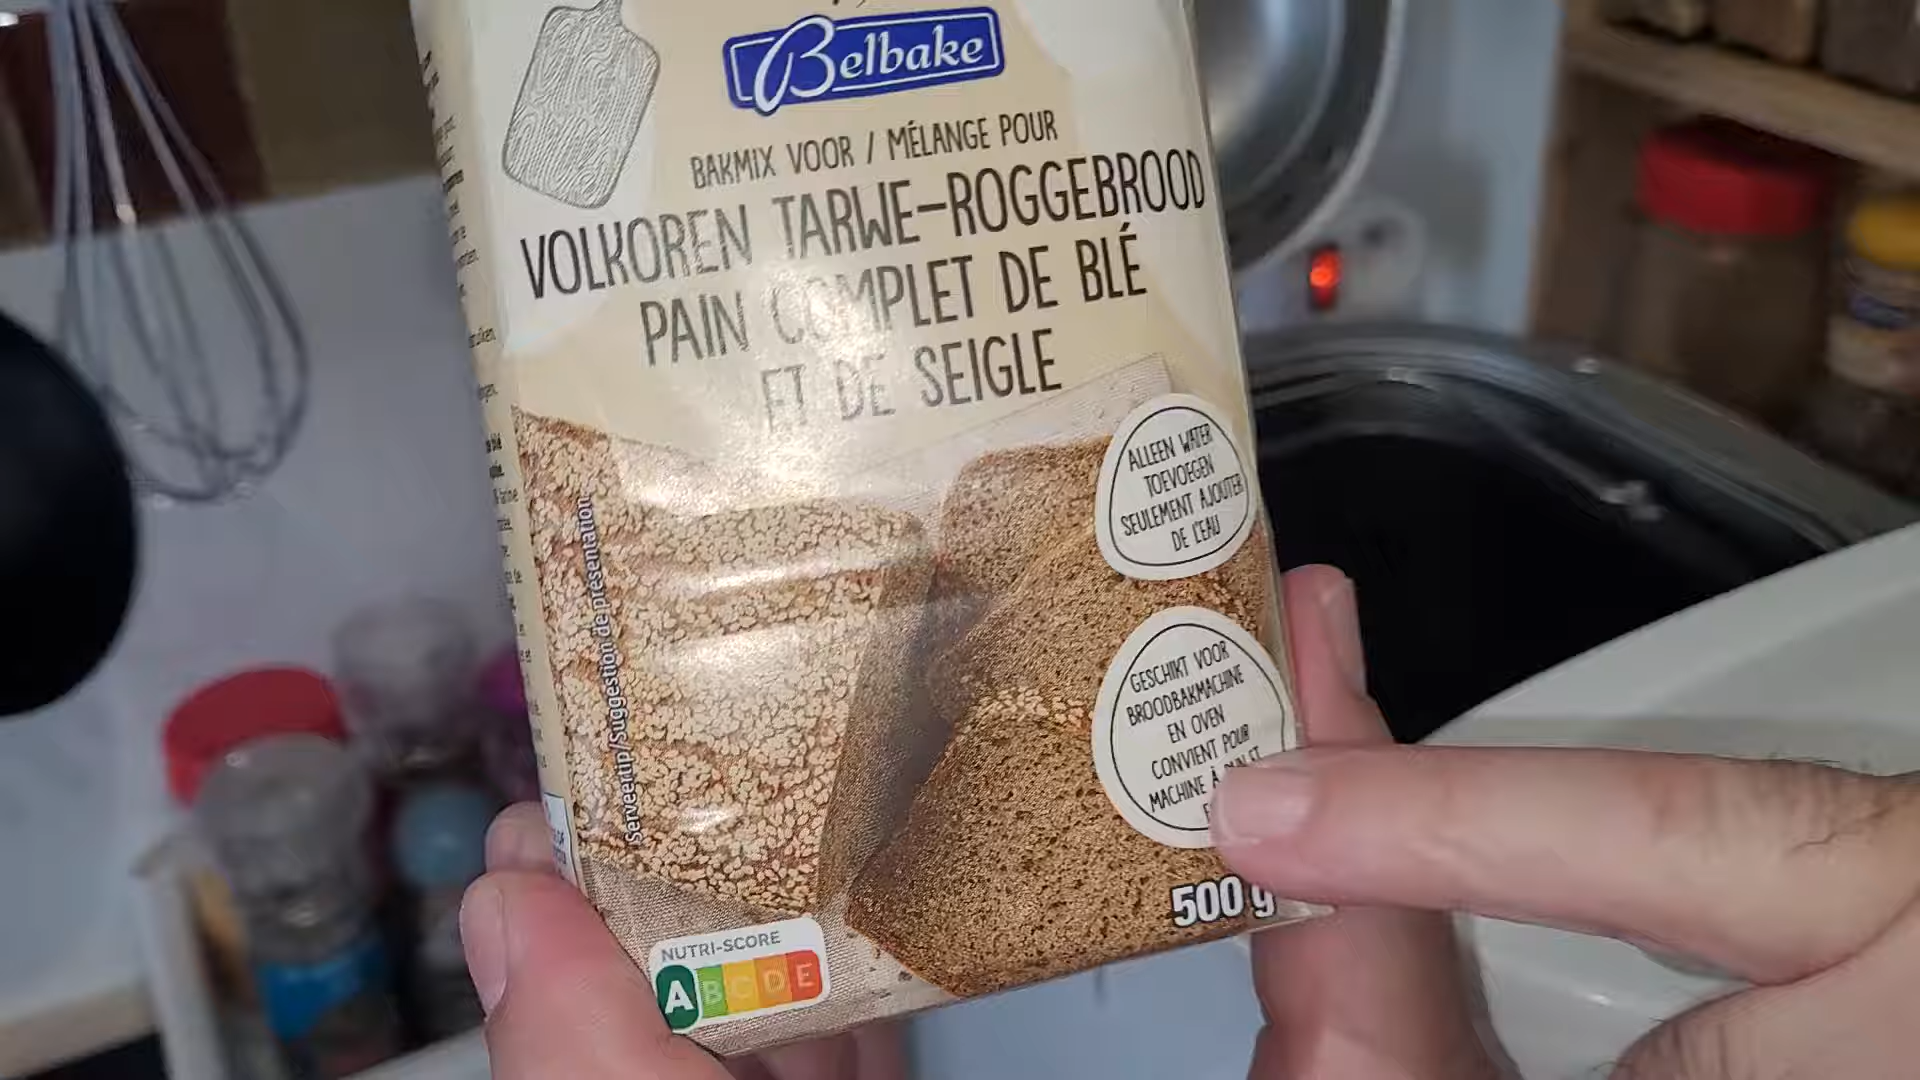 Belbake
BAKMIX VOOR / MÉLANGE POUR
VOLKOREN TARWE-ROGGEBROOD
PAIN COMPLET DE BLÉ
ET DE SEIGLE
ALLEEN WATER
TOEVOEGEN
SEULEMENT AJOUTER
DE L'EAU
GESCHIKT VOOR
BROODBAKMACHINE
EN OVEN
CONVIENT POUR
MACHINE À
Serveertip/Suggestion de présentation
500 g
NUTRI-SCORE
A B C D E